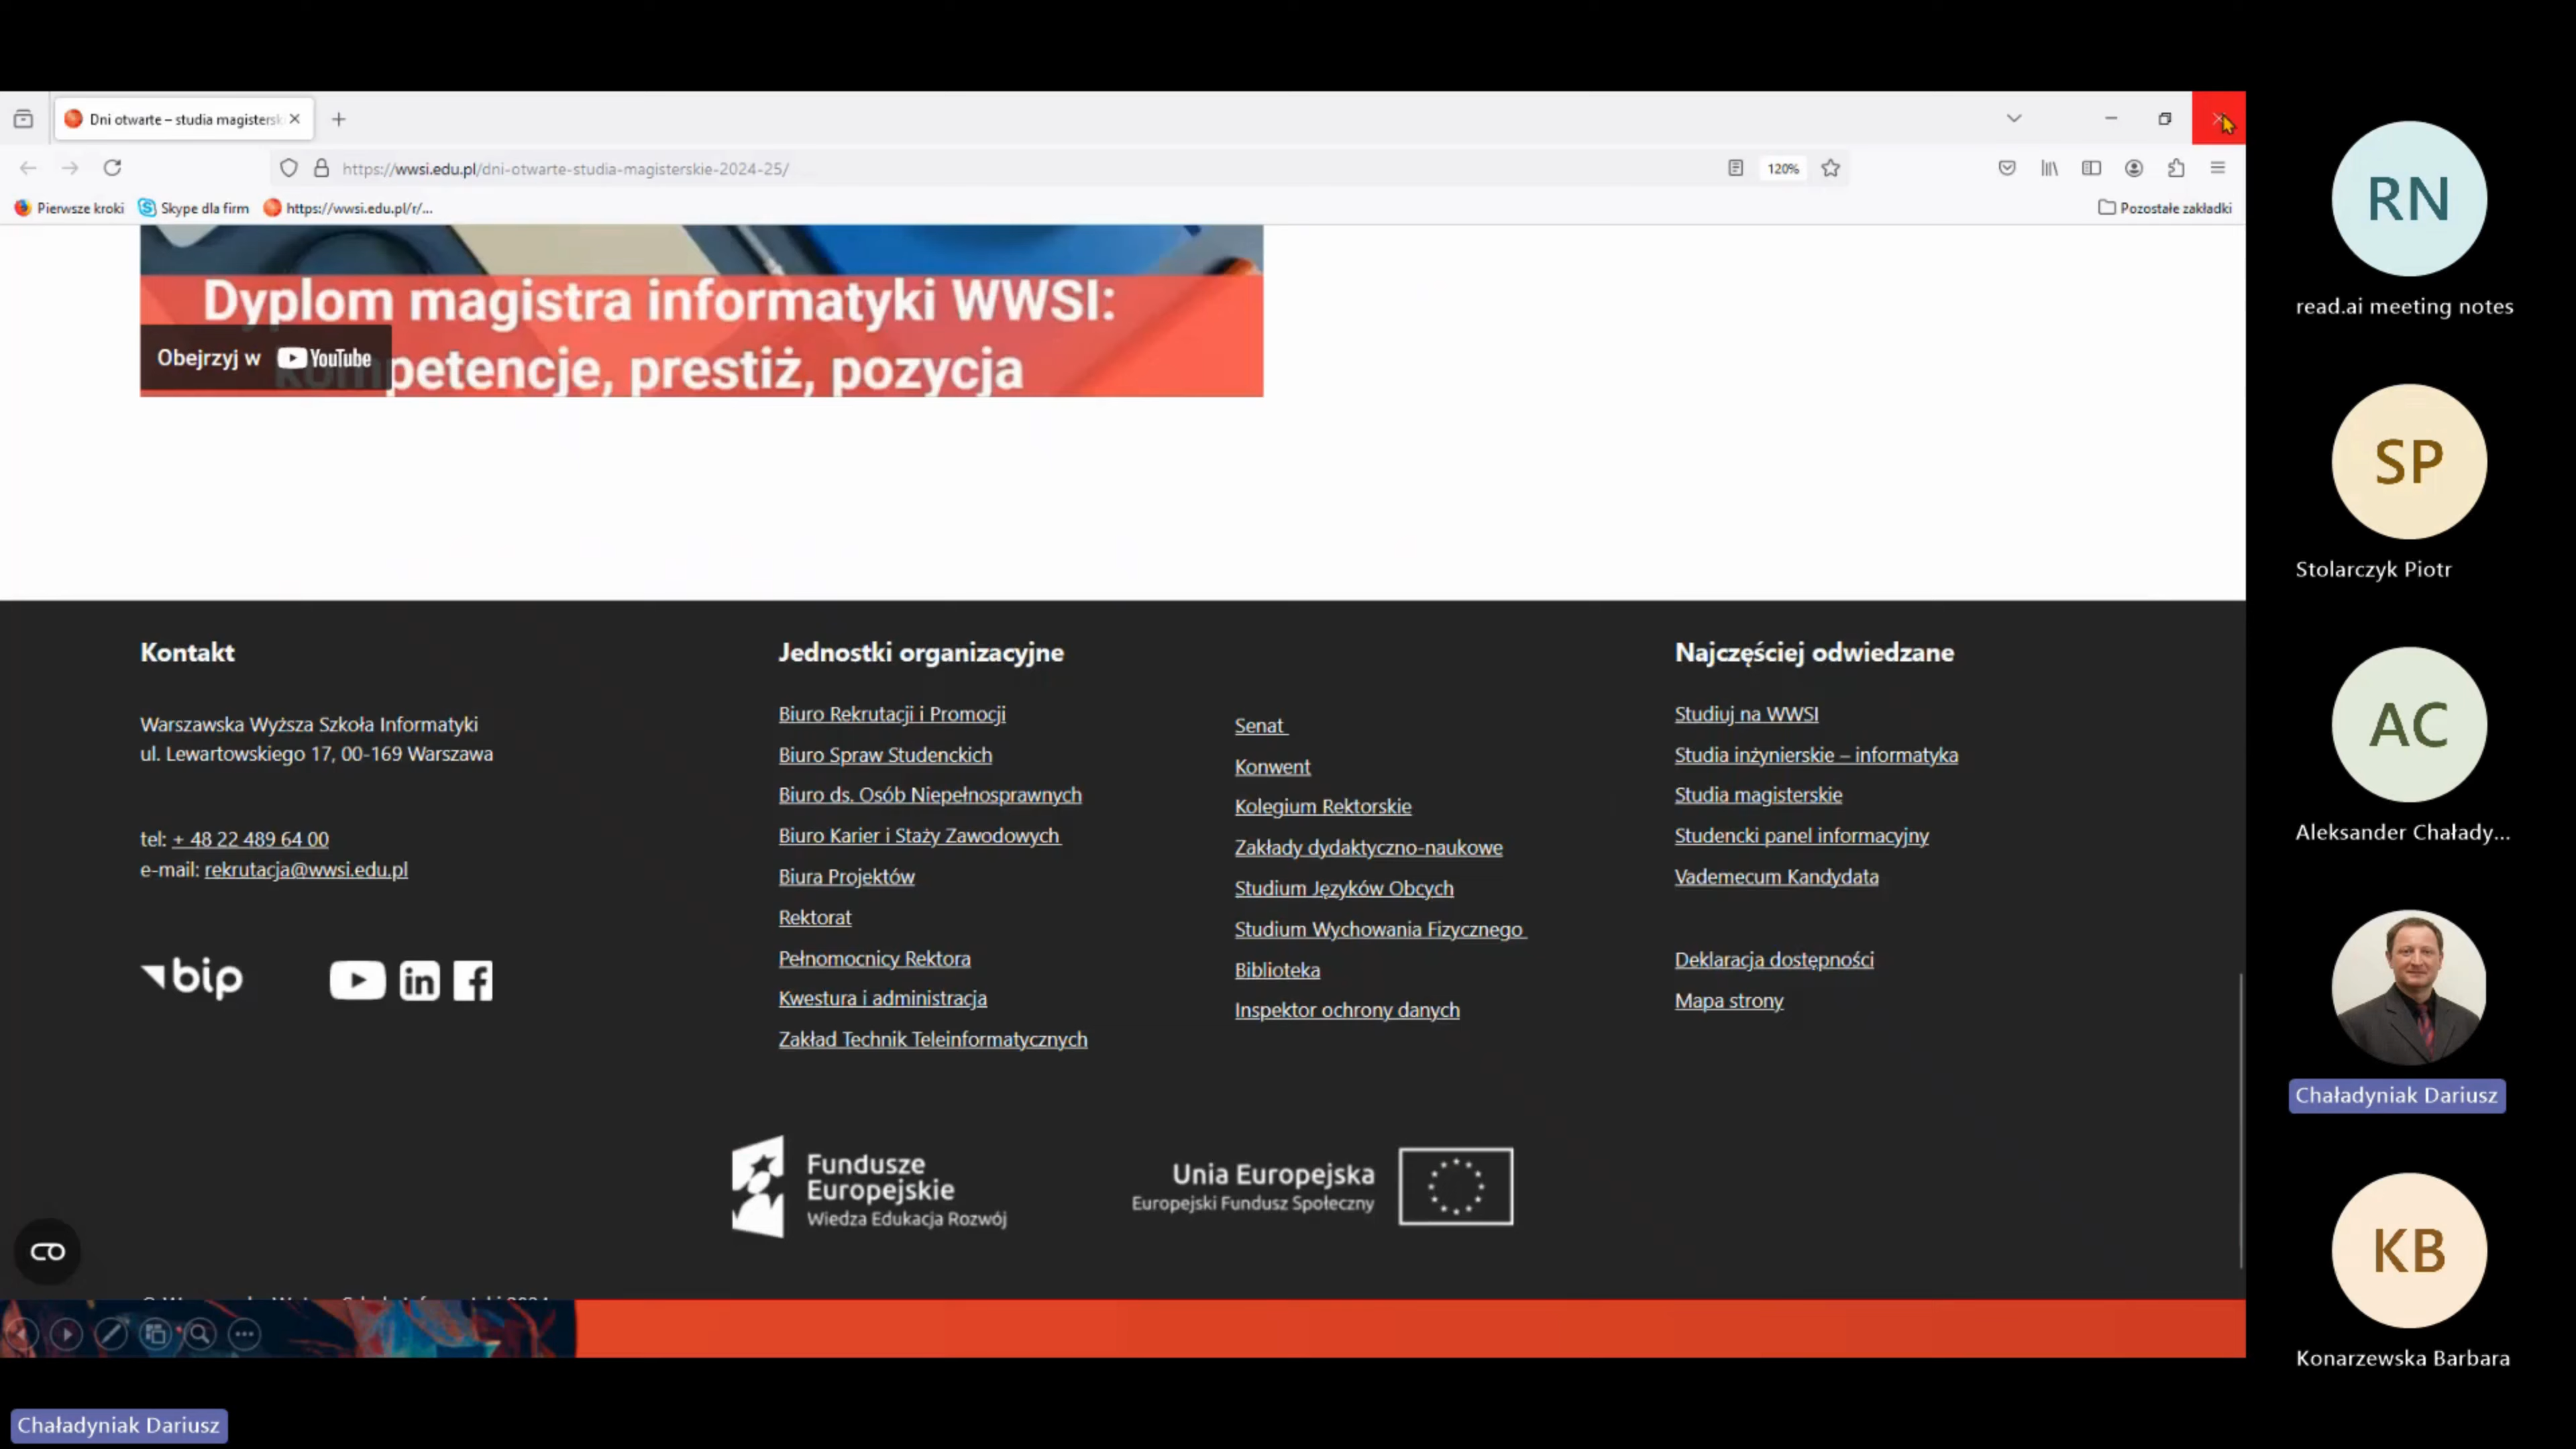 Dni otwarte – studia magistersk
https://wwsi.edu.pl/dni-otwarte-studia-magisterskie-2024-25/
120%
Pierwsze kroki
Skype dla firm
https://wwsi.edu.pl/r/...
Pozostałe zakładki
Dyplom magistra informatyki WWSI:
Obejrzyj w YouTube
petencje, prestiż, pozycja
Kontakt
Warszawska Wyższa Szkoła Informatyki
ul. Lewartowskiego 17, 00-169 Warszawa
tel: + 48 22 489 64 00
e-mail: rekrutacja@wwsi.edu.pl
bip
in
Jednostki organizacyjne
Biuro Rekrutacji i Promocji
Biuro Spraw Studenckich
Biuro ds. Osób Niepełnosprawnych
Biuro Karier i Staży Zawodowych
Biura Projektów
Rektorat
Pełnomocnicy Rektora
Kwestura i administracja
Zakład Technik Teleinformatycznych
Senat
Konwent
Kolegium Rektorskie
Zakłady dydaktyczno-naukowe
Studium Języków Obcych
Studium Wychowania Fizycznego
Biblioteka
Inspektor ochrony danych
Najczęściej odwiedzane
Studiuj na WWSI
Studia inżynierskie – informatyka
Studia magisterskie
Studencki panel informacyjny
Vademecum Kandydata
Deklaracja dostępności
Mapa strony
Fundusze
Europejskie
Wiedza Edukacja Rozwój
Unia Europejska
Europejski Fundusz Społeczny
RN
read.ai meeting notes
SP
Stolarczyk Piotr
AC
Aleksander Chałady...
Chaładyniak Dariusz
KB
Konarzewska Barbara
Chaładyniak Dariusz